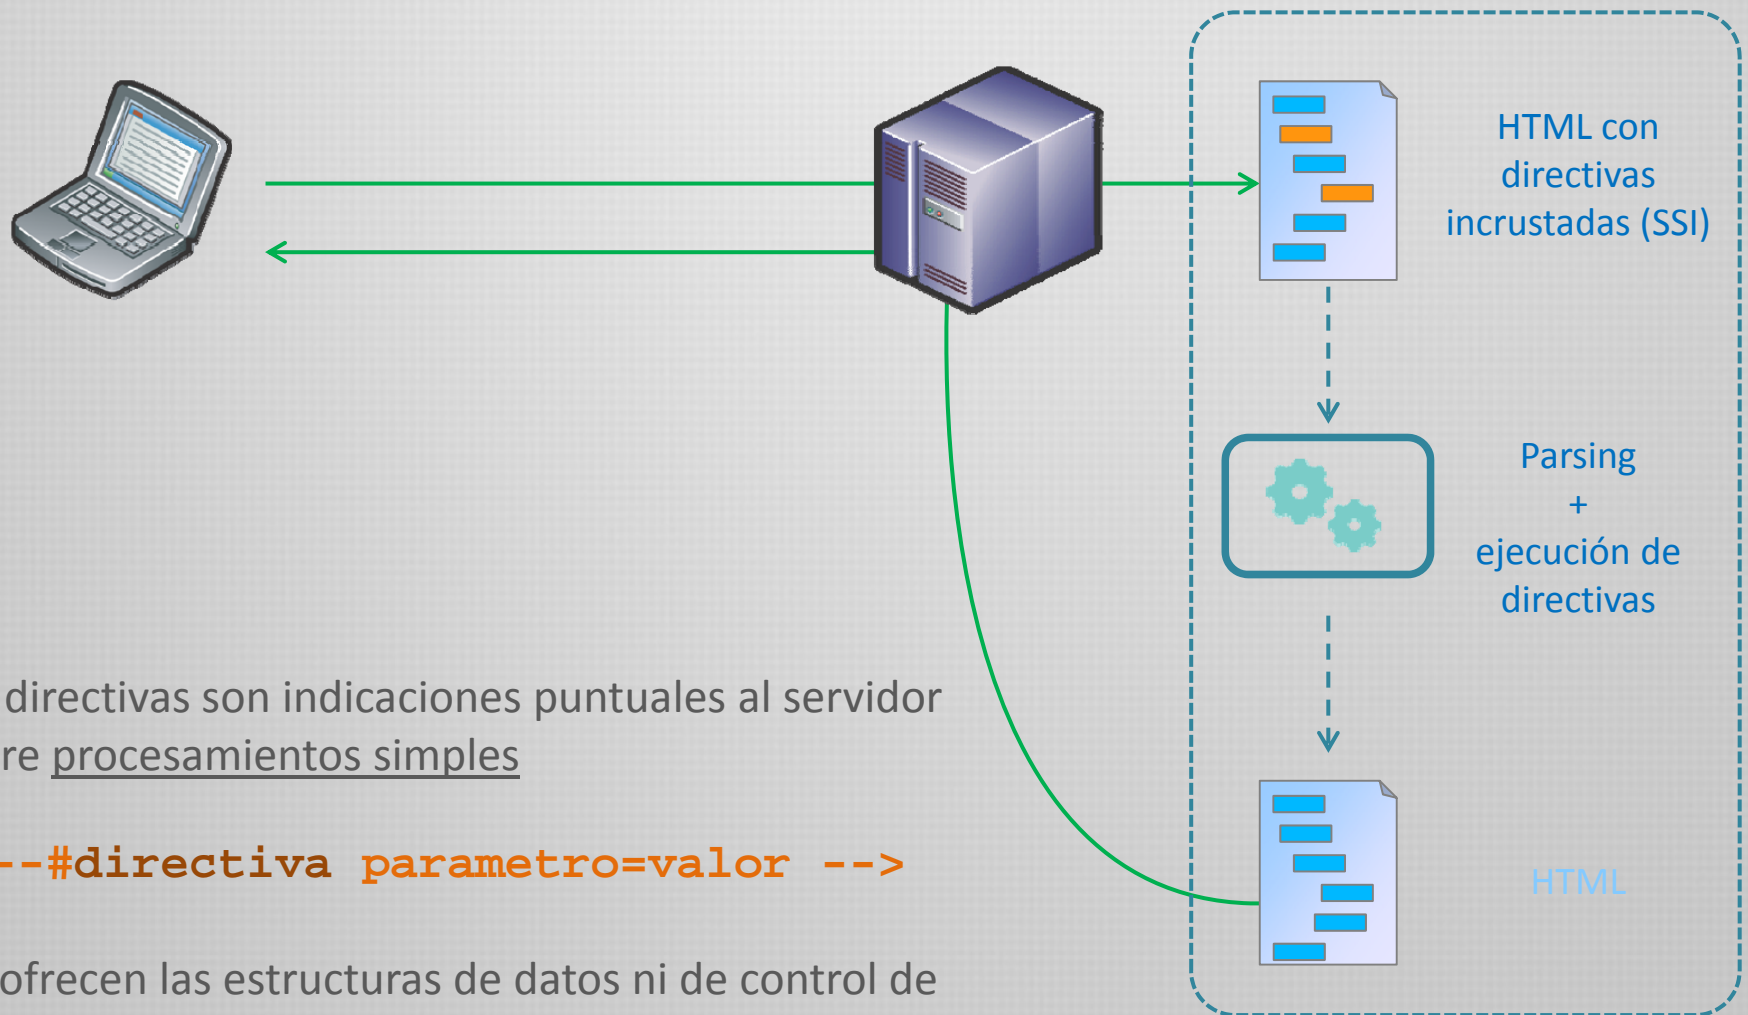 HTML con
directivas
incrustadas (SSI)
Parsing
+
ejecución de
directivas
directivas son indicaciones puntuales al servidor
re procesamientos simples
--#directiva parametro=valor -->
HTML
ofrecen las estructuras de datos ni de control de